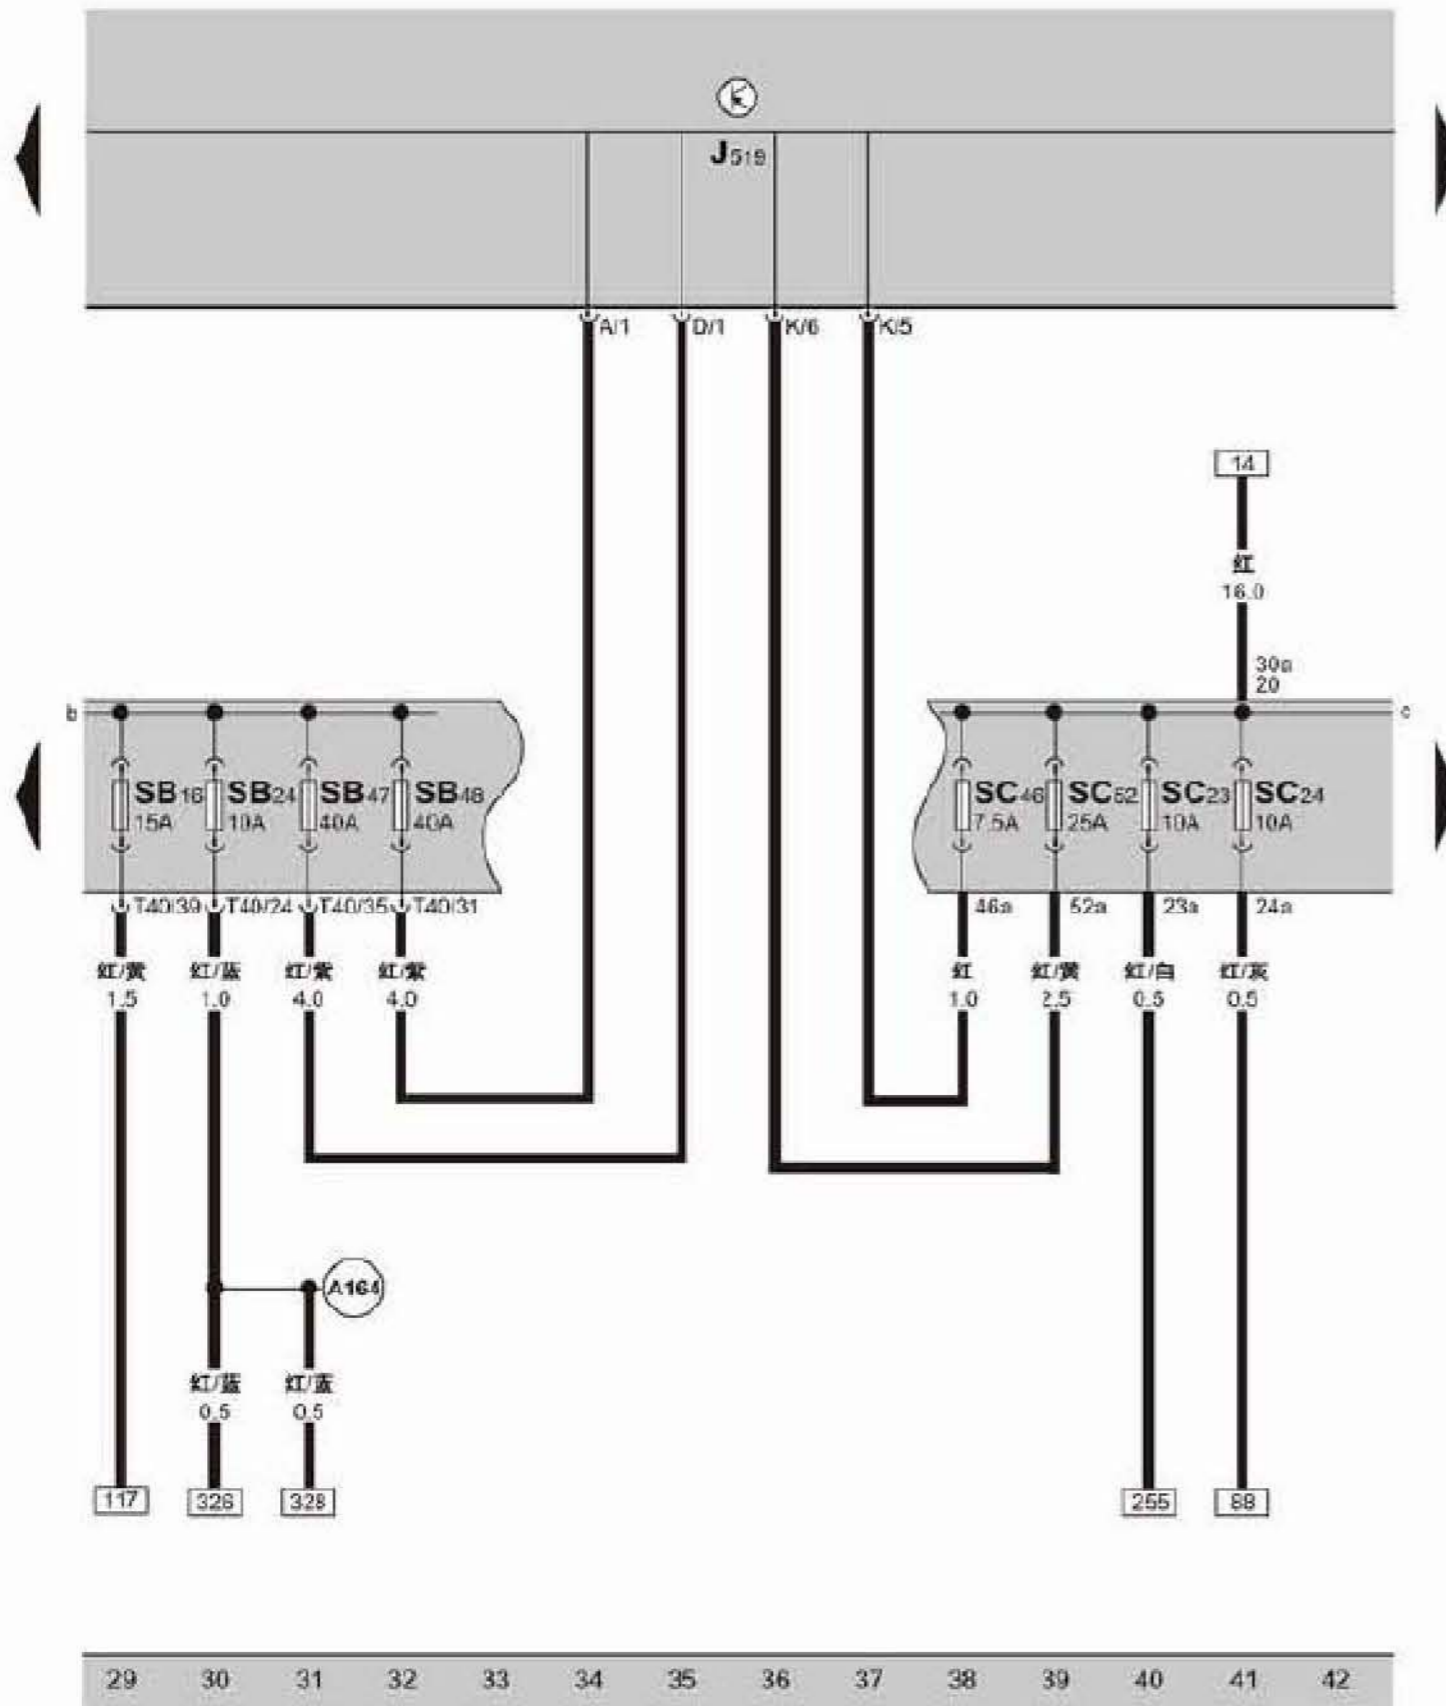 K
J519
A/1 D/1 K/6 K/5
14
红
16.0
30a
20
b
c
SB16 SB24 SB47 SB48 SC46 SC52 SC23 SC24
15A 10A 40A 40A 7.5A 25A 10A 10A
T40/39 T40/24 T40/35 T40/31 46a 52a 23a 24a
红/黄 红/蓝 红/紫 红/紫 红 红/黄 红/白 红/灰
1.5 1.0 4.0 4.0 1.0 2.5 0.5 0.5
A164
红/蓝 红/蓝
0.5 0.5
117 326 328 255 88
29 30 31 32 33 34 35 36 37 38 39 40 41 42